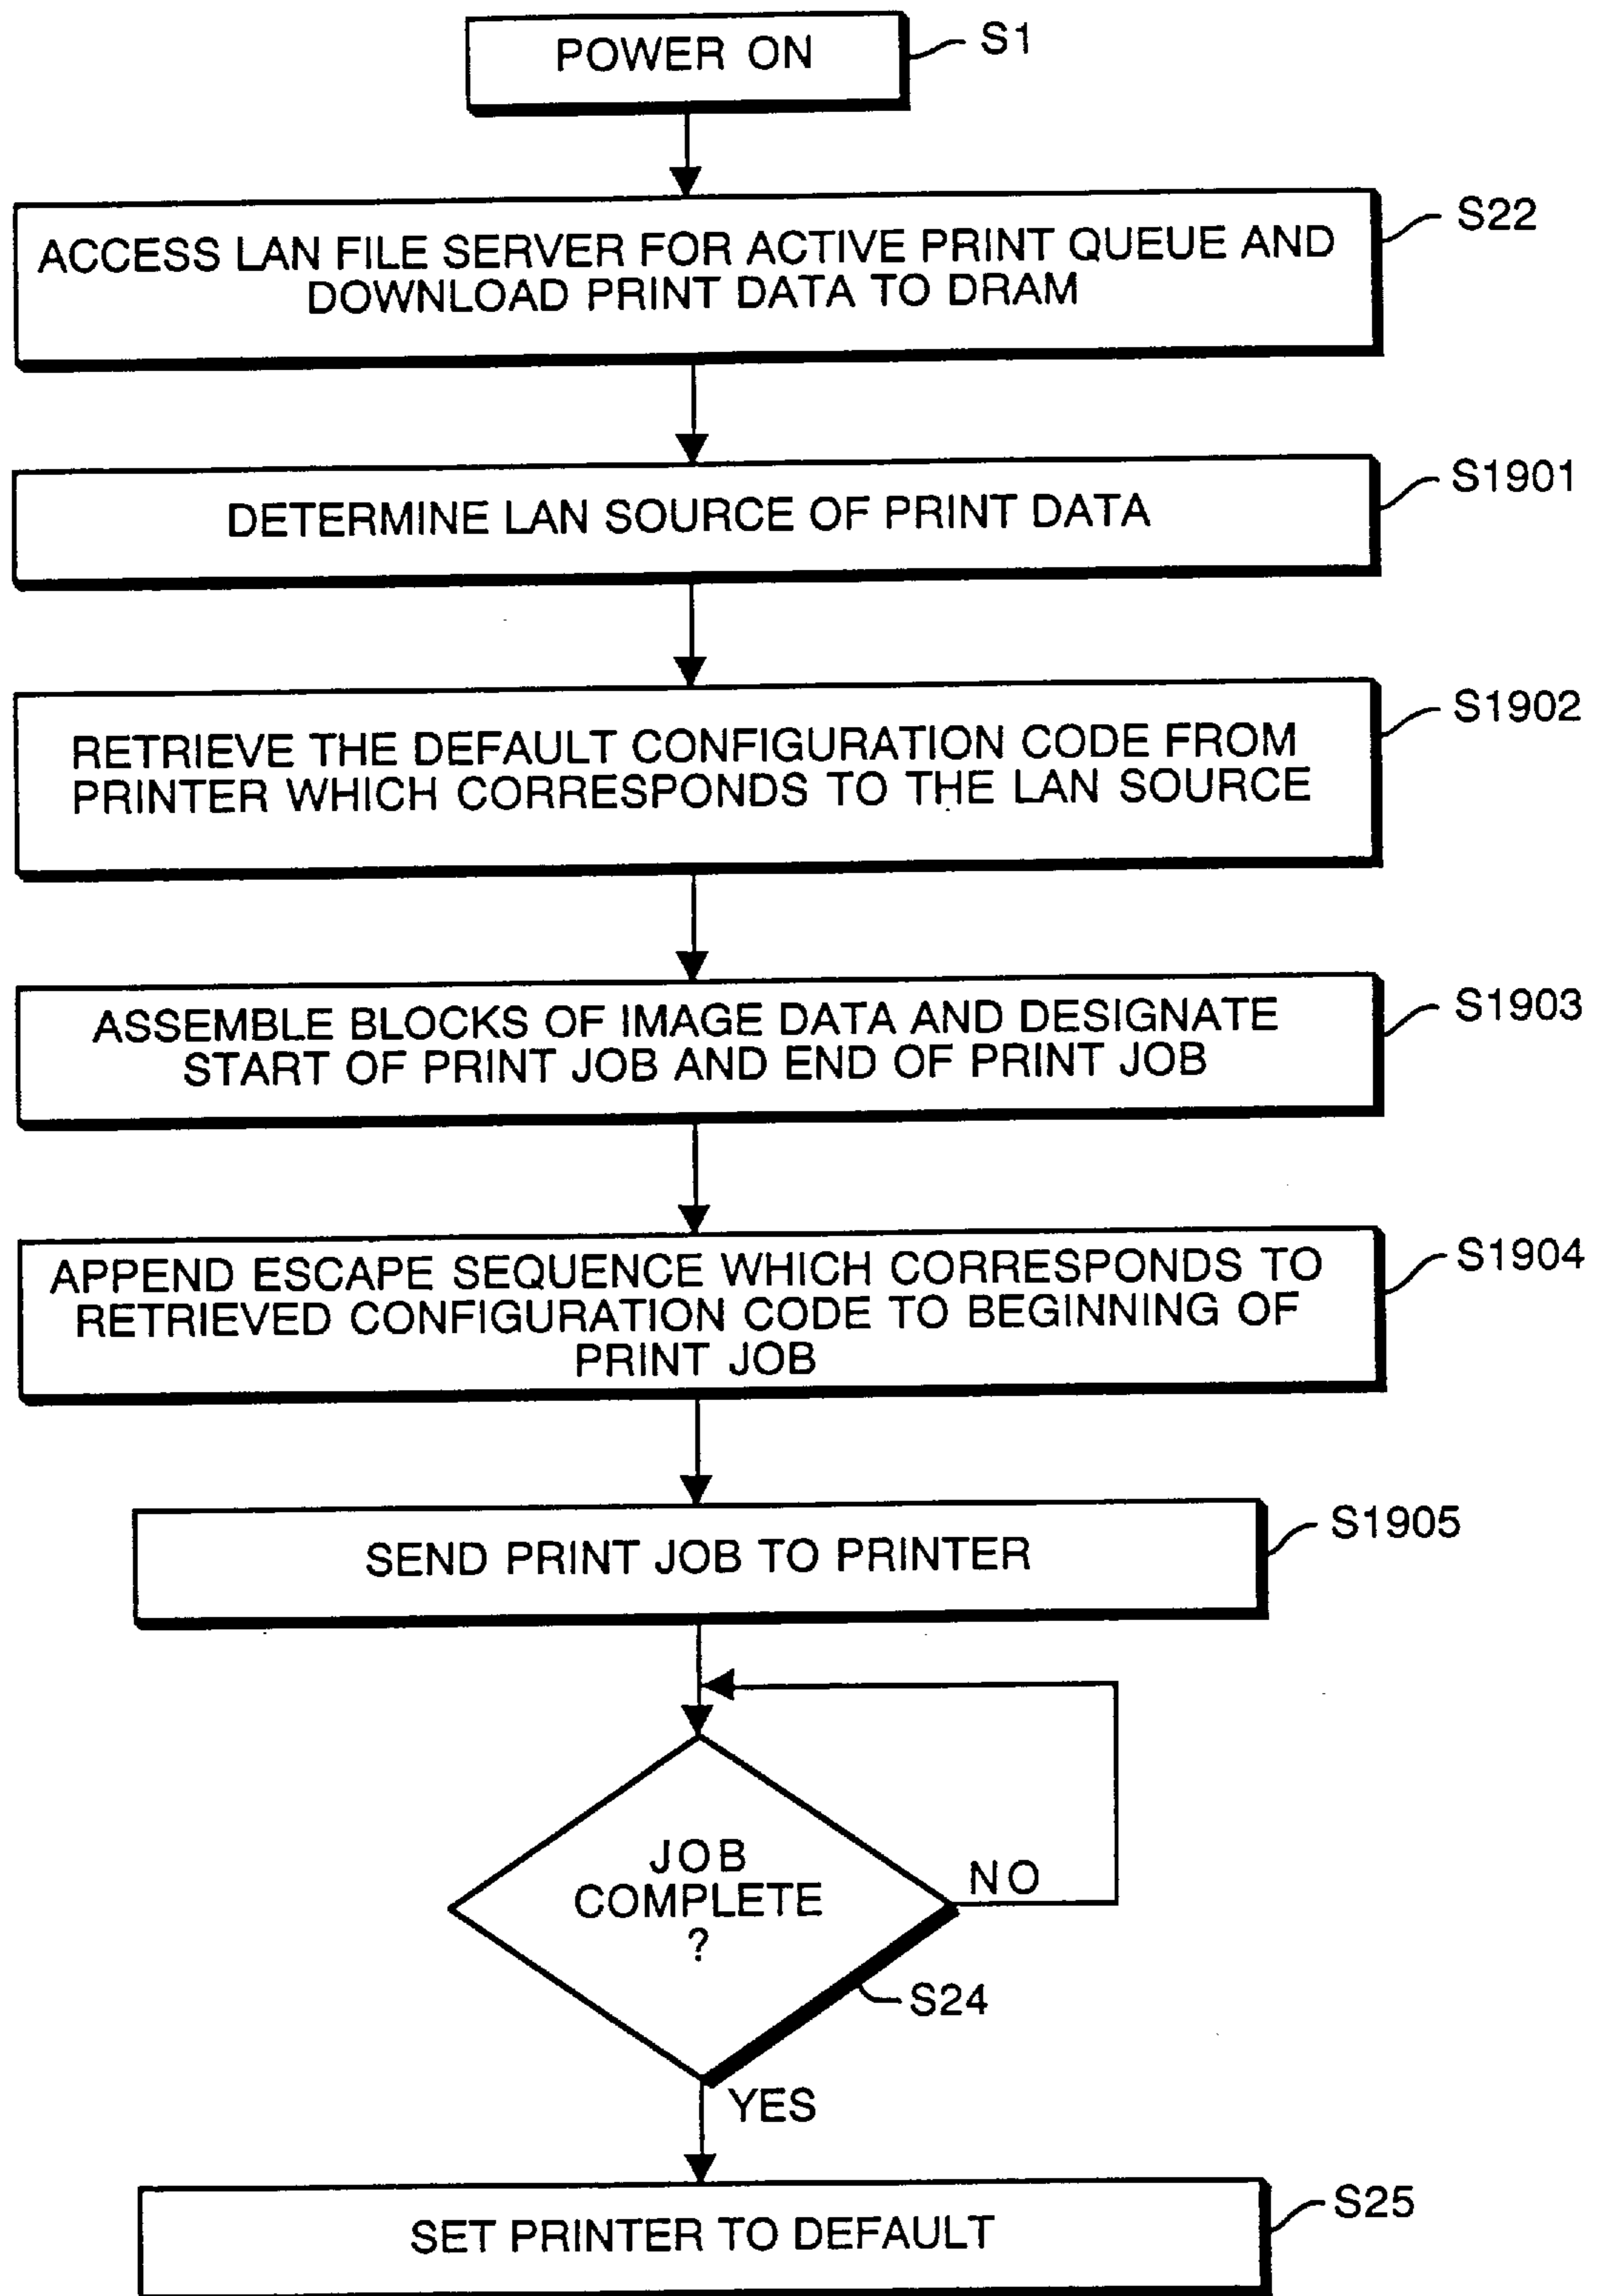 POWER ON
S1
ACCESS LAN FILE SERVER FOR ACTIVE PRINT QUEUE AND
DOWNLOAD PRINT DATA TO DRAM
S22
DETERMINE LAN SOURCE OF PRINT DATA
S1901
RETRIEVE THE DEFAULT CONFIGURATION CODE FROM
PRINTER WHICH CORRESPONDS TO THE LAN SOURCE
S1902
ASSEMBLE BLOCKS OF IMAGE DATA AND DESIGNATE
START OF PRINT JOB AND END OF PRINT JOB
S1903
APPEND ESCAPE SEQUENCE WHICH CORRESPONDS TO
RETRIEVED CONFIGURATION CODE TO BEGINNING OF
PRINT JOB
S1904
SEND PRINT JOB TO PRINTER
S1905
JOB
COMPLETE
?
NO
S24
YES
SET PRINTER TO DEFAULT
S25